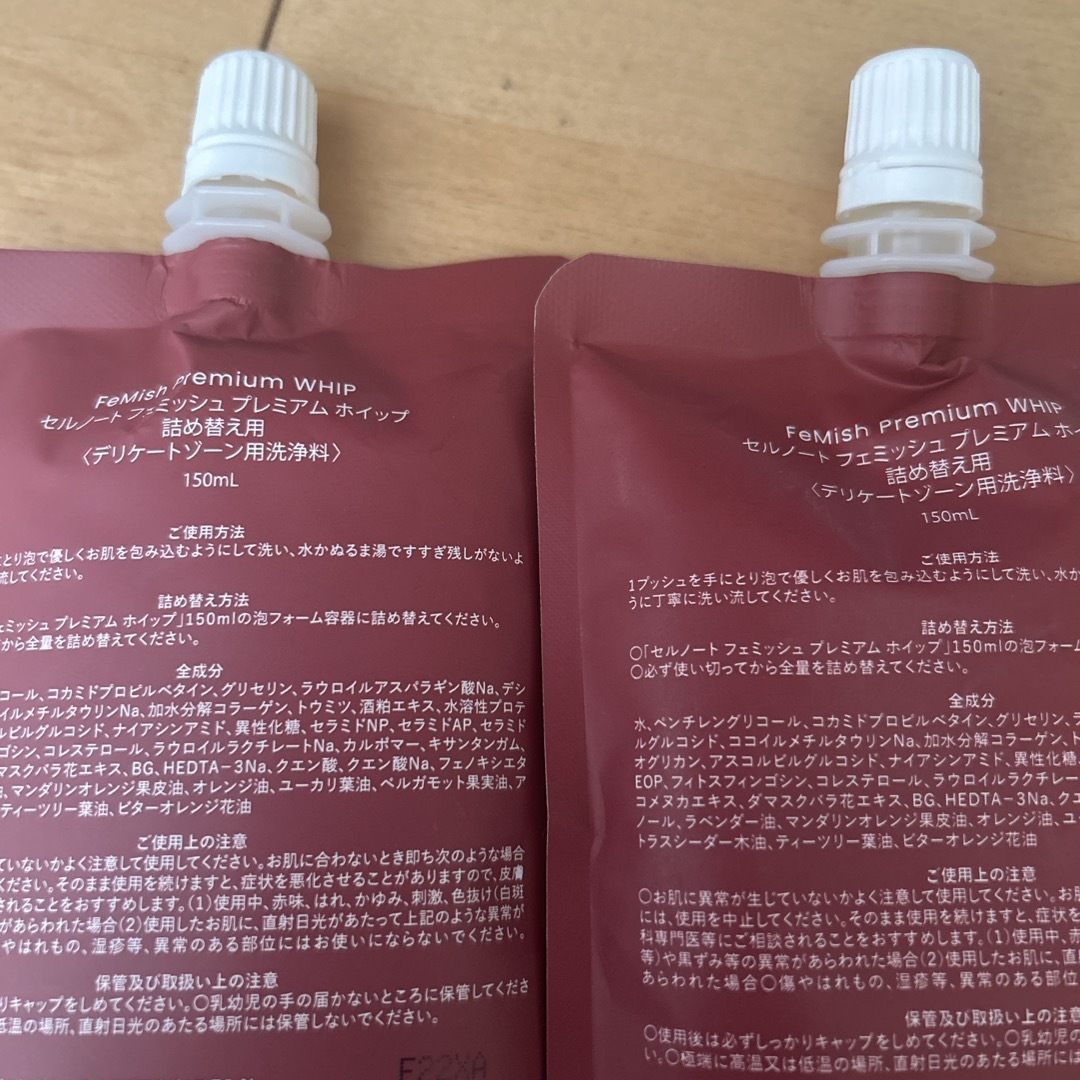 FeMish Premium WHIP
セルノート フェミッシュ プレミアム ホイップ
詰め替え用
〈デリケートゾーン用洗浄料〉
150mL
ご使用方法
とり泡で優しくお肌を包み込むようにして洗い、水かぬるま湯ですすぎ残しがないよ
流してください。
詰め替え方法
ェミッシュ プレミアム ホイップ」150mlの泡フォーム容器に詰め替えてください。
から全量を詰め替えてください。
全成分
コール、コカミドプロピルベタイン、グリセリン、ラウロイルアスパラギン酸Na、デシ
イルメチルタウリンNa、加水分解コラーゲン、トウミツ、酒粕エキス、水溶性プロテ
ルビルグルコシド、ナイアシンアミド、異性化糖、セラミドNP、セラミドAP、セラミド
ゴシン、コレステロール、ラウロイルラクチレートNa、カルボマー、キサンタンガム、
マスクバラ花エキス、BG、HEDTA-3Na、クエン酸、クエン酸Na、フェノキシエタ
油、マンダリンオレンジ果皮油、オレンジ油、ユーカリ葉油、ベルガモット果実油、ア
ティーツリー葉油、ビターオレンジ花油
ご使用上の注意
ていないかよく注意して使用してください。お肌に合わないとき即ち次のような場合
ください。そのまま使用を続けますと、症状を悪化させることがありますので、皮膚
されることをおすすめします。(1)使用中、赤味、はれ、かゆみ、刺激、色抜け(白斑
があらわれた場合(2)使用したお肌に、直射日光があたって上記のような異常が
やはれもの、湿疹等、異常のある部位にはお使いにならないでください。
保管及び取扱い上の注意
りキャップをしめてください。〇乳幼児の手の届かないところに保管してくださ
低温の場所、直射日光のあたる場所には保管しないでください。
FeMish Premium WHIP
セルノート フェミッシュ プレミアム ホイッ
詰め替え用
〈デリケートゾーン用洗浄料〉
150mL
ご使用方法
1プッシュを手にとり泡で優しくお肌を包み込むようにして洗い、水か
うに丁寧に洗い流してください。
詰め替え方法
〇「セルノート フェミッシュ プレミアム ホイップ」150mlの泡フォーム
〇必ず使い切ってから全量を詰め替えてください。
全成分
水、ペンチレングリコール、コカミドプロピルベタイン、グリセリン、ラ
ルグルコシド、ココイルメチルタウリンNa、加水分解コラーゲン、ト
オグリカン、アスコルビルグルコシド、ナイアシンアミド、異性化糖、
EOP、フィトスフィンゴシン、コレステロール、ラウロイルラクチレー
コメヌカエキス、ダマスクバラ花エキス、BG、HEDTA-3Na、クエ
ノール、ラベンダー油、マンダリンオレンジ果皮油、オレンジ油、ユー
トラスシーダー木油、ティーツリー葉油、ビターオレンジ花油
ご使用上の注意
〇お肌に異常が生じていないかよく注意して使用してください。お肌
には、使用を中止してください。そのまま使用を続けますと、症状を
科専門医等にご相談されることをおすすめします。(1)使用中、赤
等)や黒ずみ等の異常があらわれた場合(2)使用したお肌に、直射
あらわれた場合〇傷やはれもの、湿疹等、異常のある部位に
保管及び取扱い上の注意
〇使用後は必ずしっかりキャップをしめてください。〇乳幼児の
い。〇極端に高温又は低温の場所、直射日光のあたる場所には